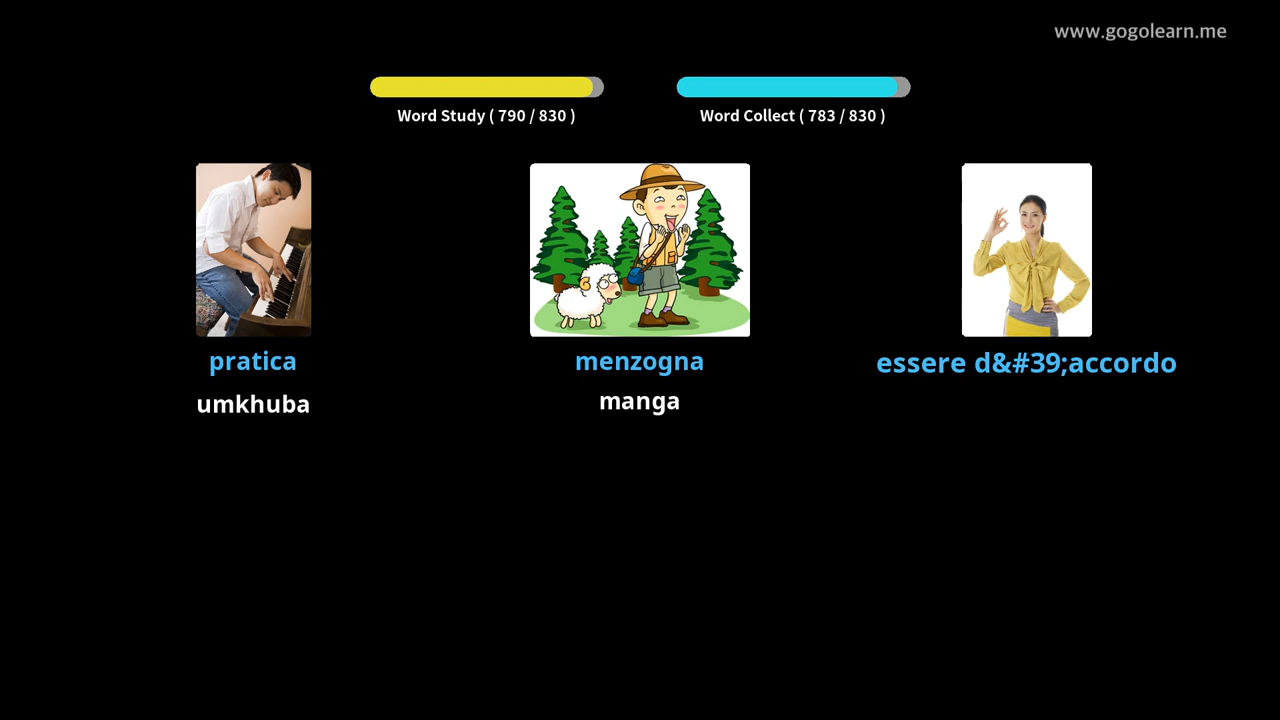 www.gogolearn.me
Word Study ( 790 / 830 )
Word Collect ( 783 / 830 )
pratica
menzogna
essere d&#39;accordo
umkhuba
manga